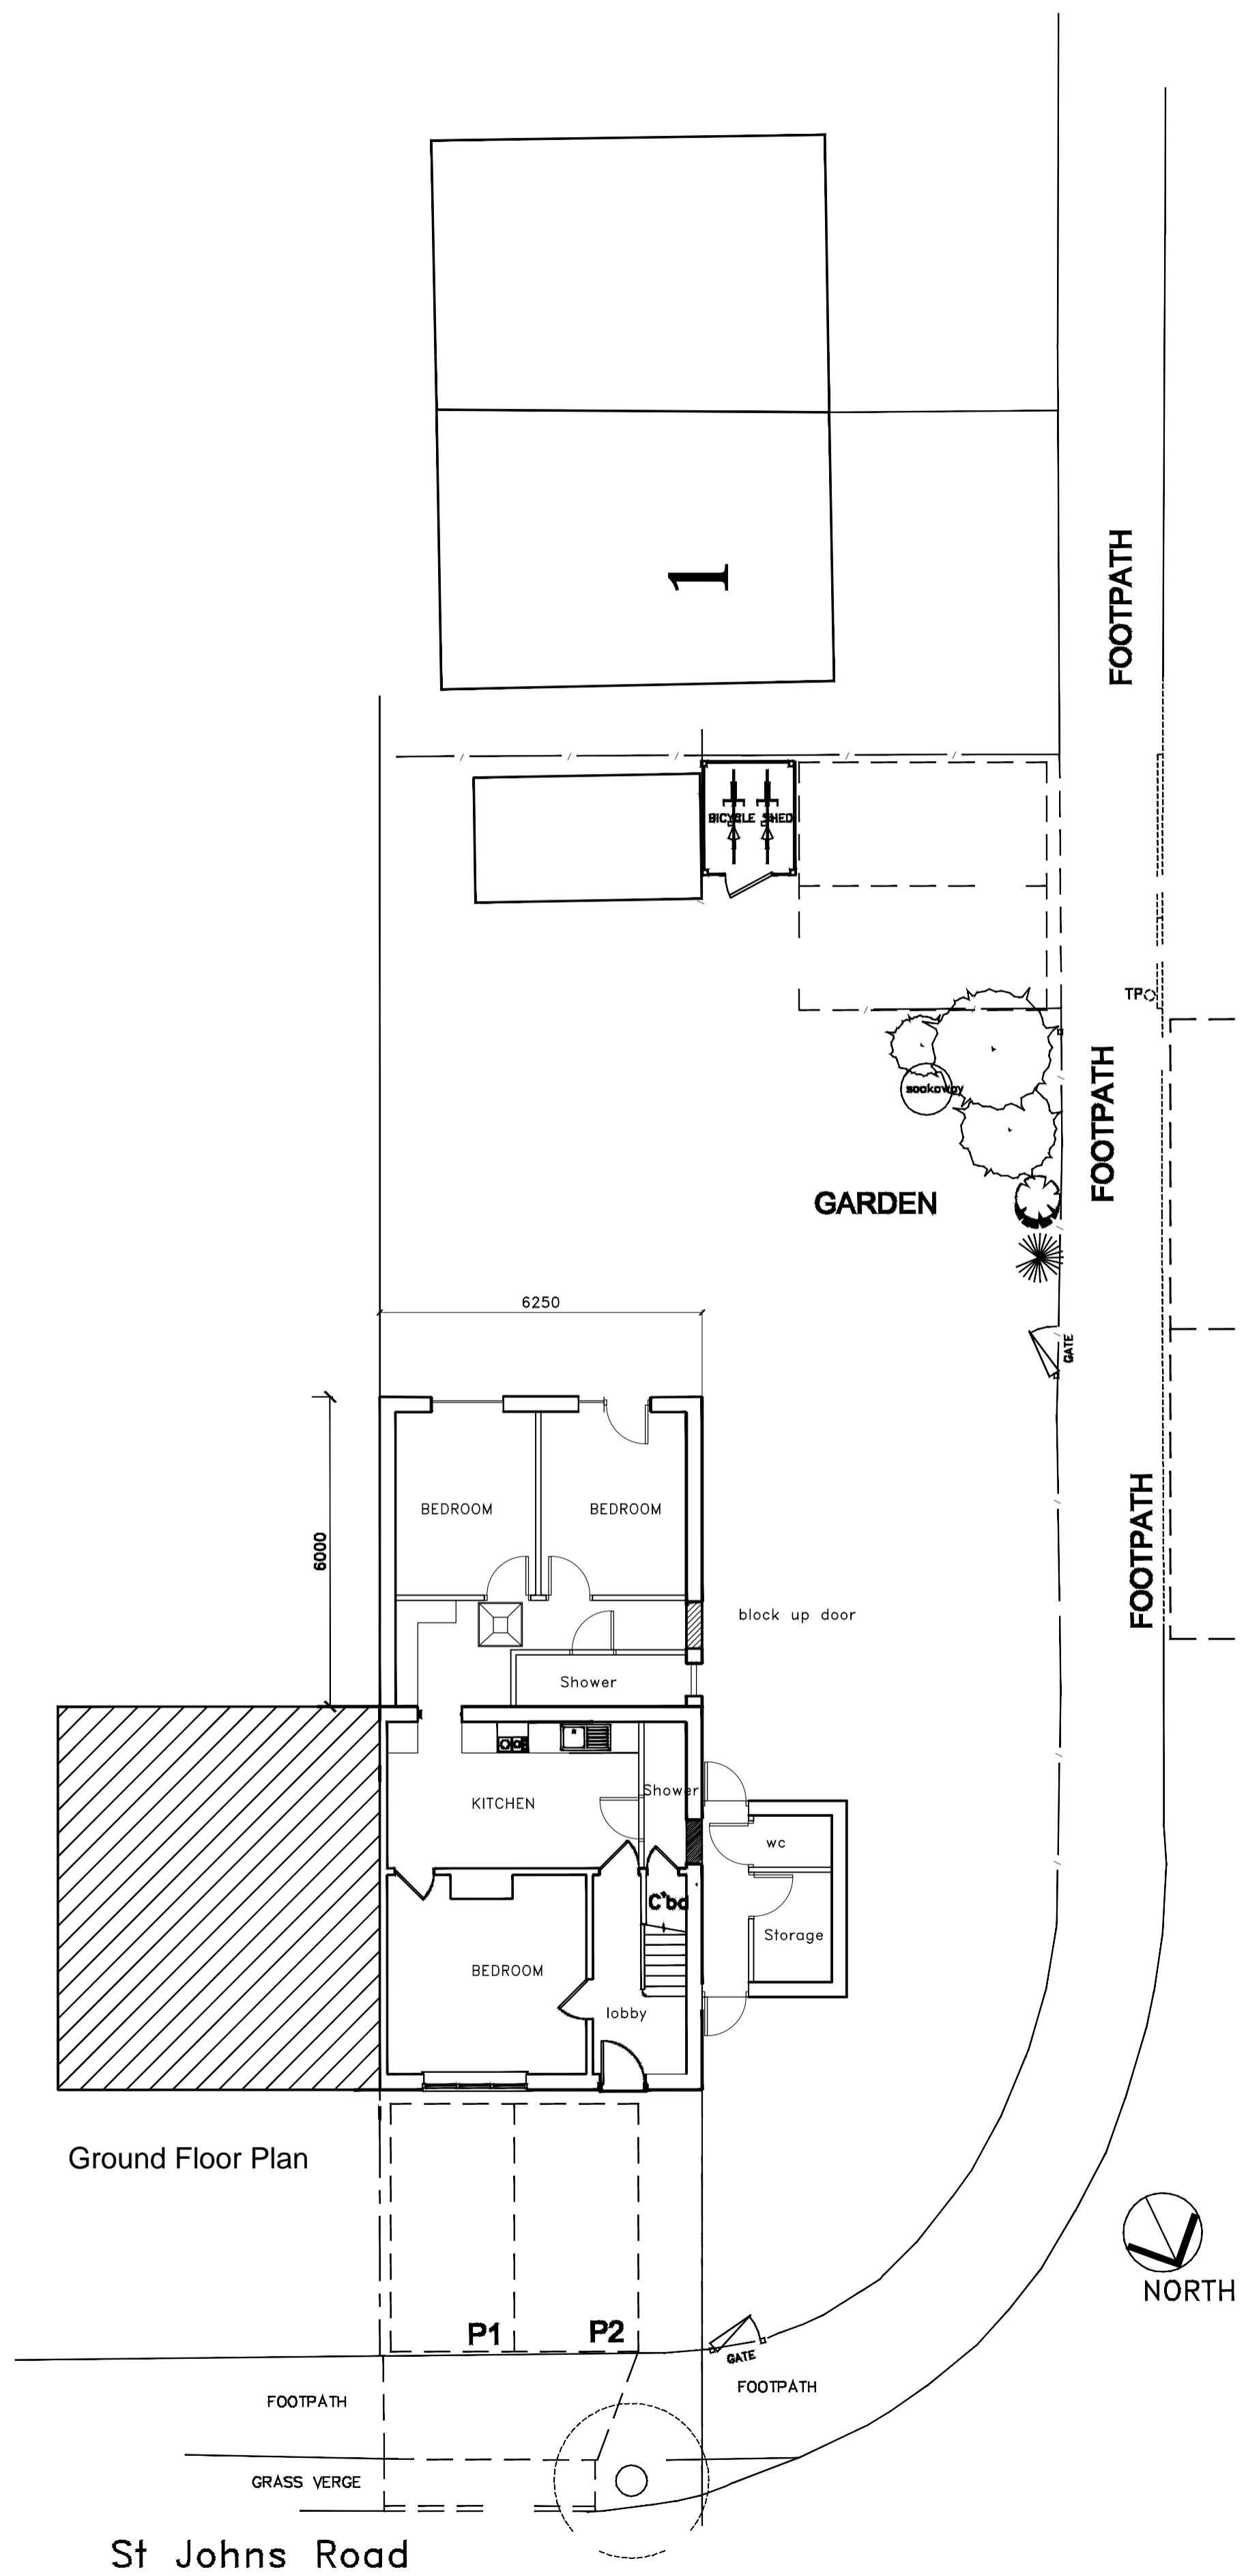 1
FOOTPATH
BICYCLE SHED
TP
soakaway
FOOTPATH
GARDEN
6250
GATE
BEDROOM
BEDROOM
6000
FOOTPATH
block up door
Shower
Shower
KITCHEN
wc
C'bd
Storage
BEDROOM
lobby
Ground Floor Plan
P1
P2
NORTH
GATE
FOOTPATH
FOOTPATH
GRASS VERGE
St Johns Road